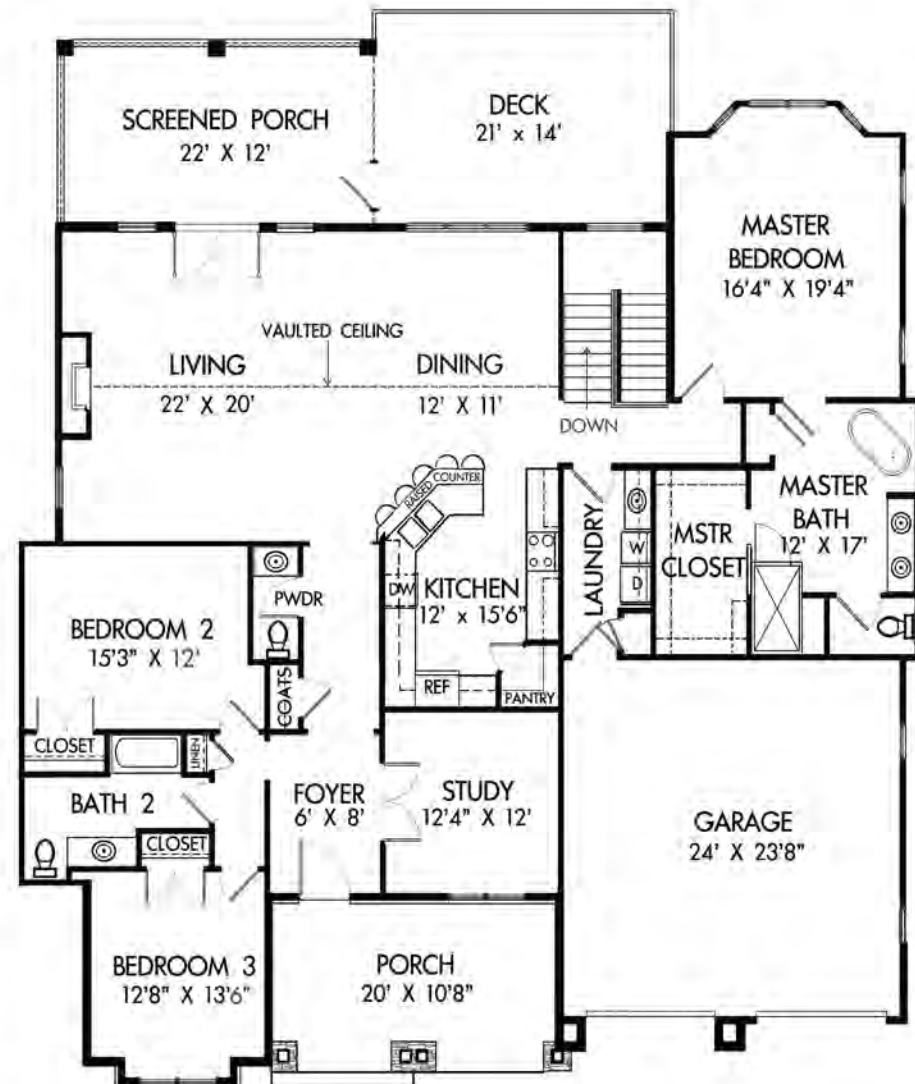 SCREENED PORCH
22' X 12'
DECK
21' x 14'
MASTER
BEDROOM
16'4" X 19'4"
VAULTED CEILING
LIVING
22' X 20'
DINING
12' X 11'
DOWN
RAISED COUNTER
MASTER
BATH
12' X 17'
MSTR
CLOSET
LAUNDRY
W
D
KITCHEN
12' x 15'6"
DW
REF
PANTRY
PWDR
COATS
BEDROOM 2
15'3" X 12'
CLOSET
LINEN
BATH 2
CLOSET
FOYER
6' X 8'
STUDY
12'4" X 12'
GARAGE
24' X 23'8"
BEDROOM 3
12'8" X 13'6"
PORCH
20' X 10'8"